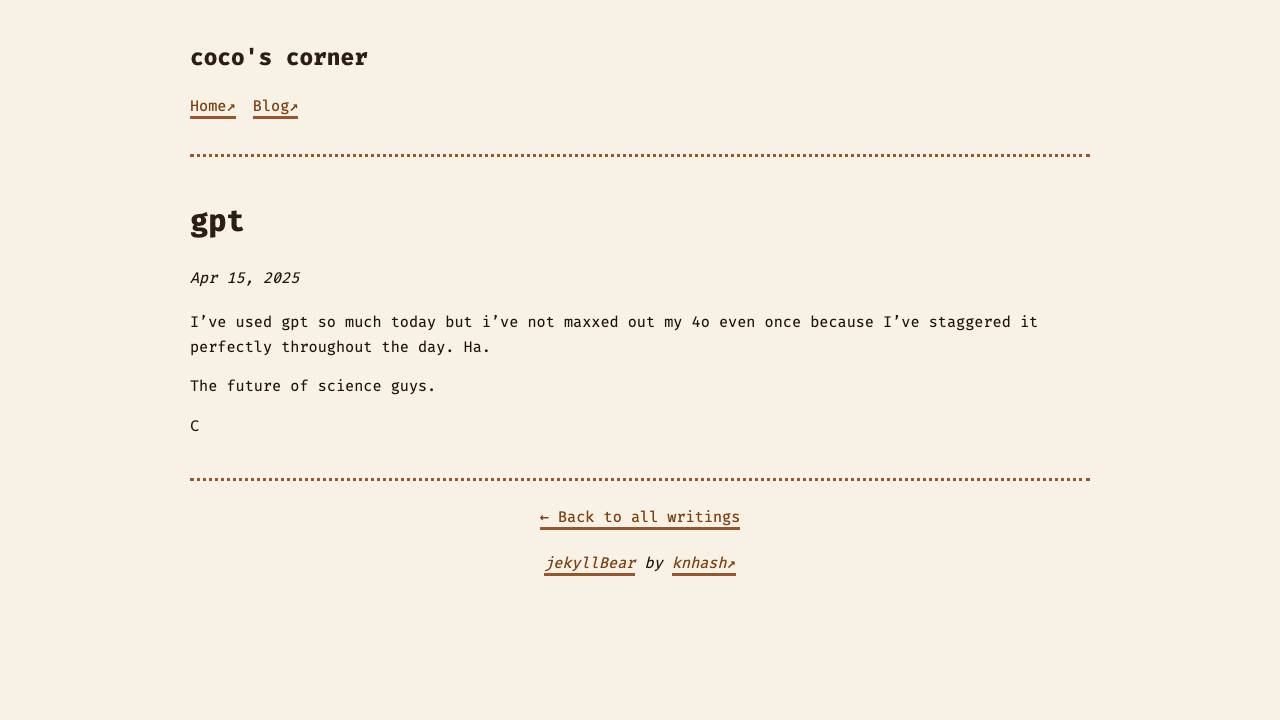 coco's corner
Home↗ Blog↗
gpt
Apr 15, 2025
I’ve used gpt so much today but i’ve not maxxed out my 4o even once because I’ve staggered it
perfectly throughout the day. Ha.
The future of science guys.
C
← Back to all writings
jekyllBear by knhash↗